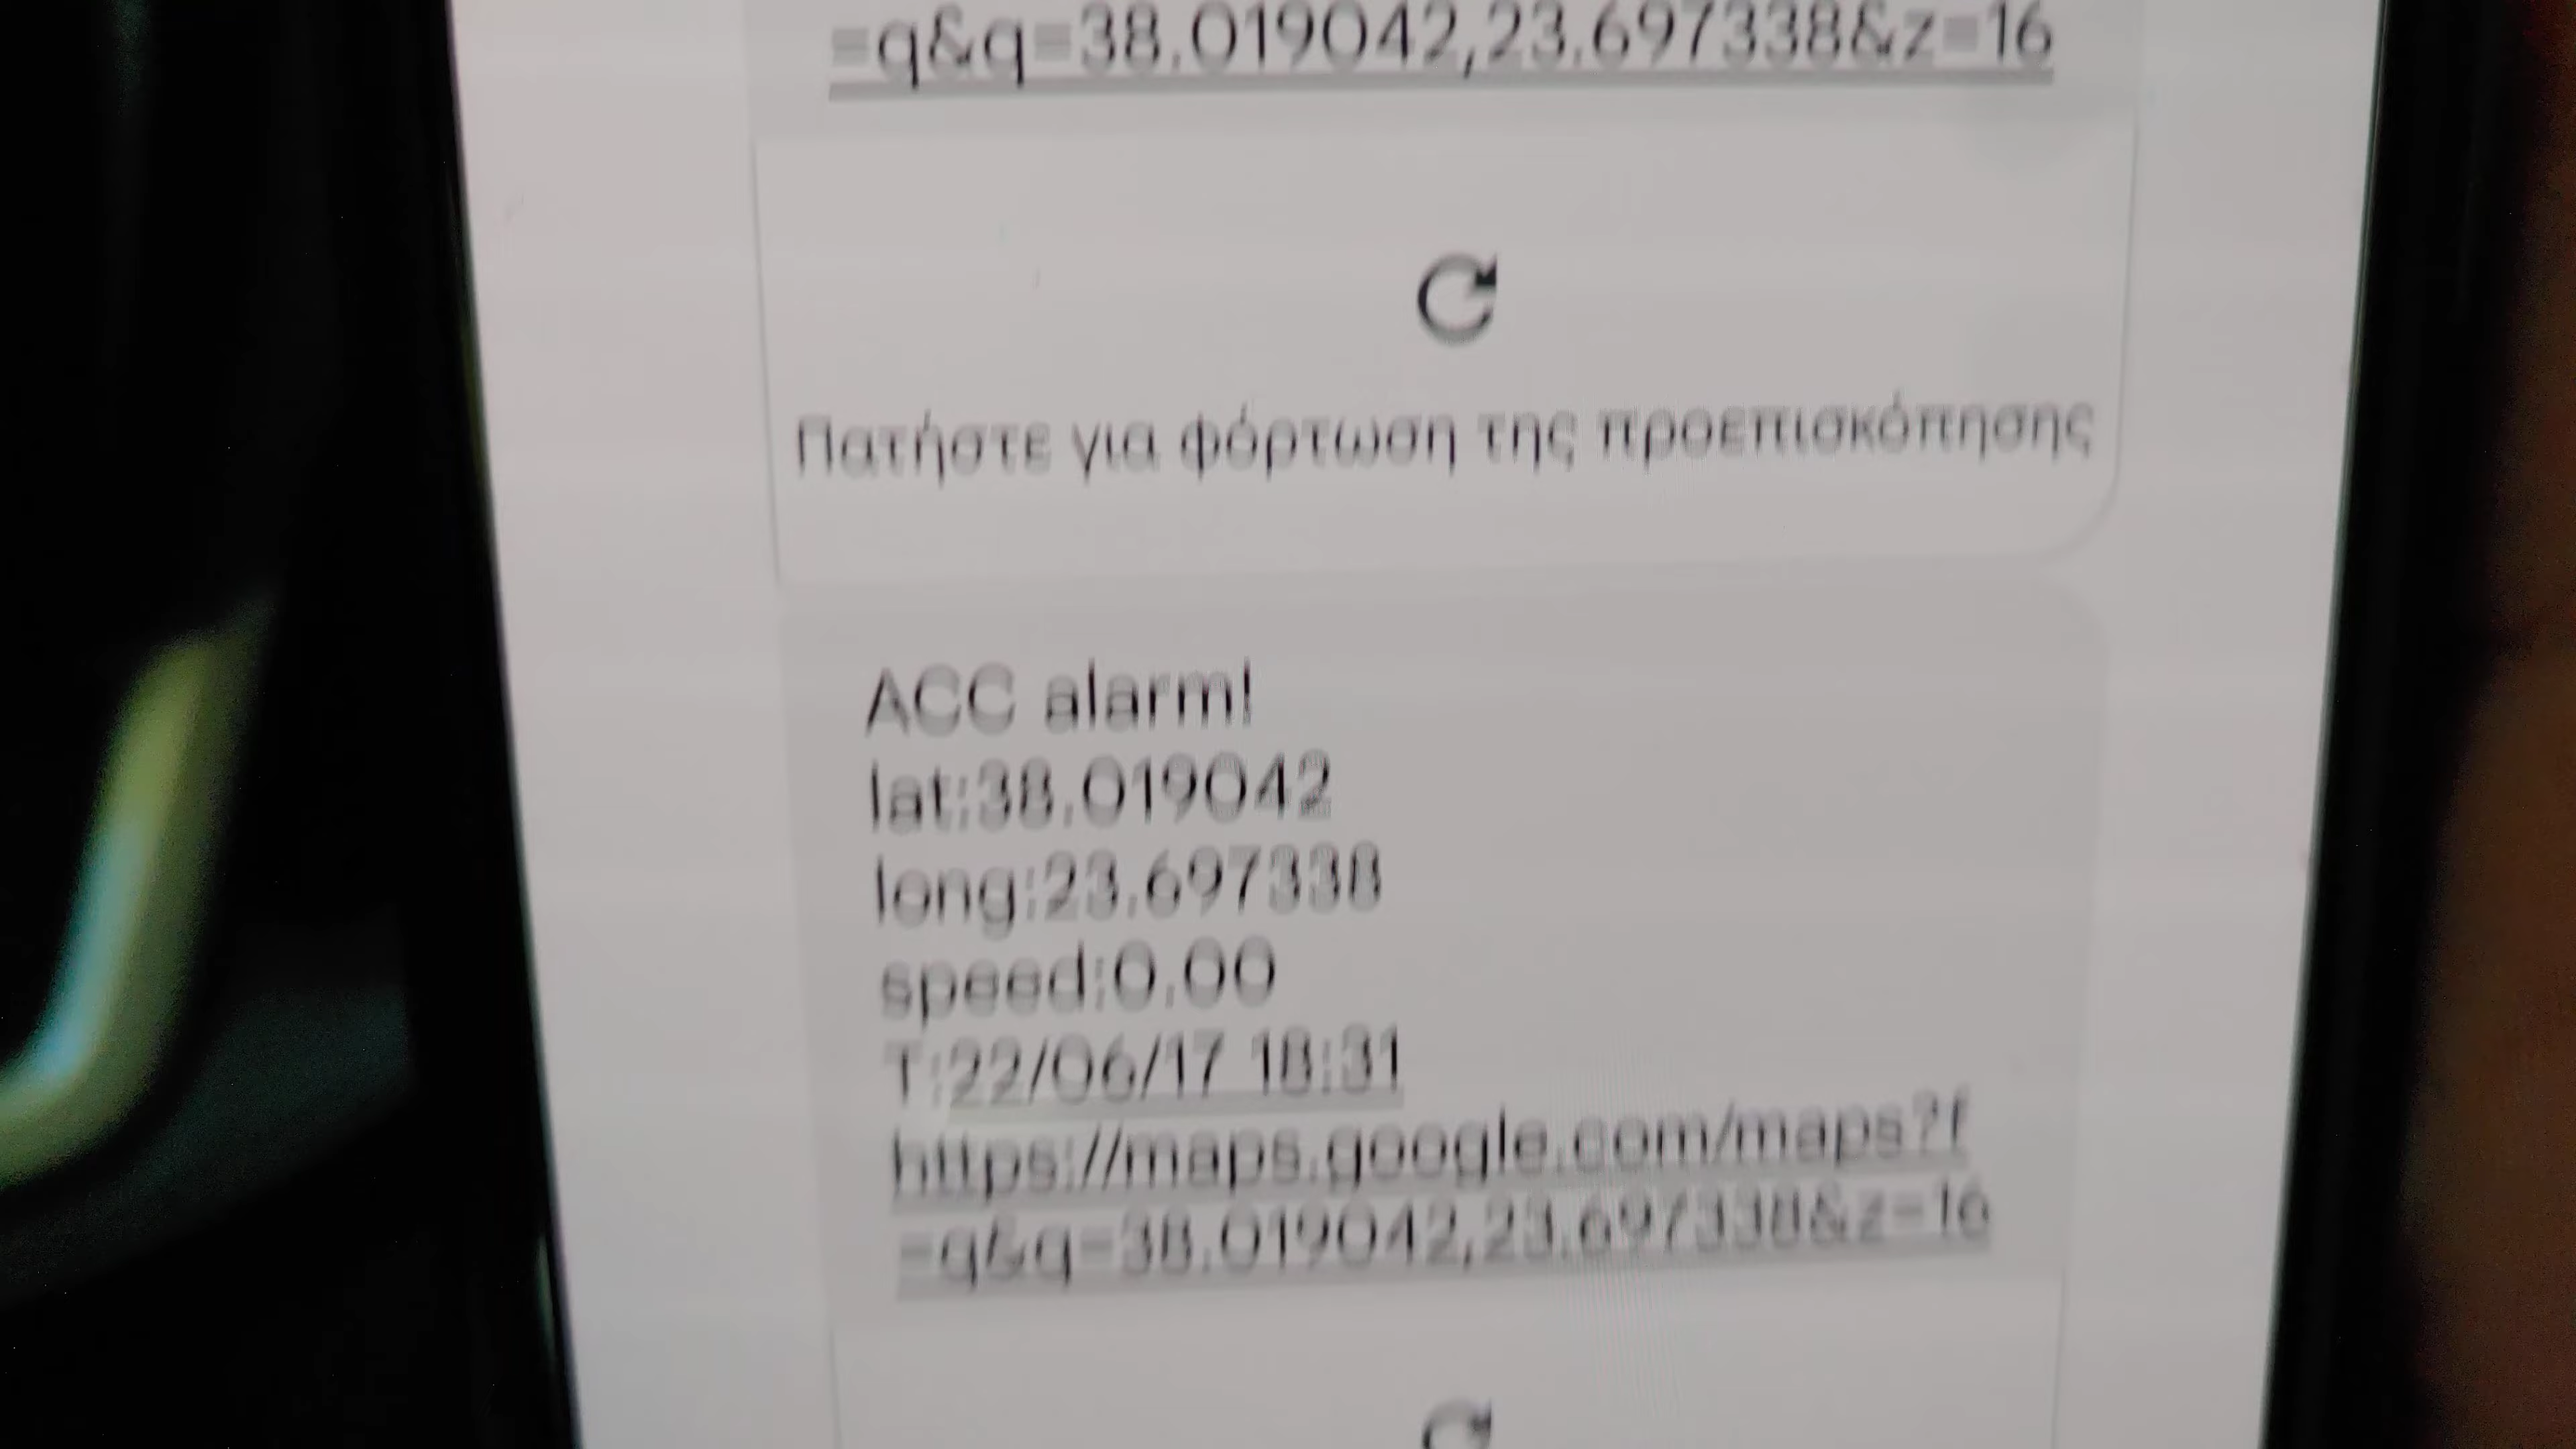 =q&q=38.019042,23.697338&z=16
Πατήστε για φόρτωση της προεπισκόπησης
ACC alarm!
lat:38.019042
long:23.697338
speed:0.00
T:22/06/17 18:31
https://maps.google.com/maps?f
=q&q=38.019042,23.697338&z=16